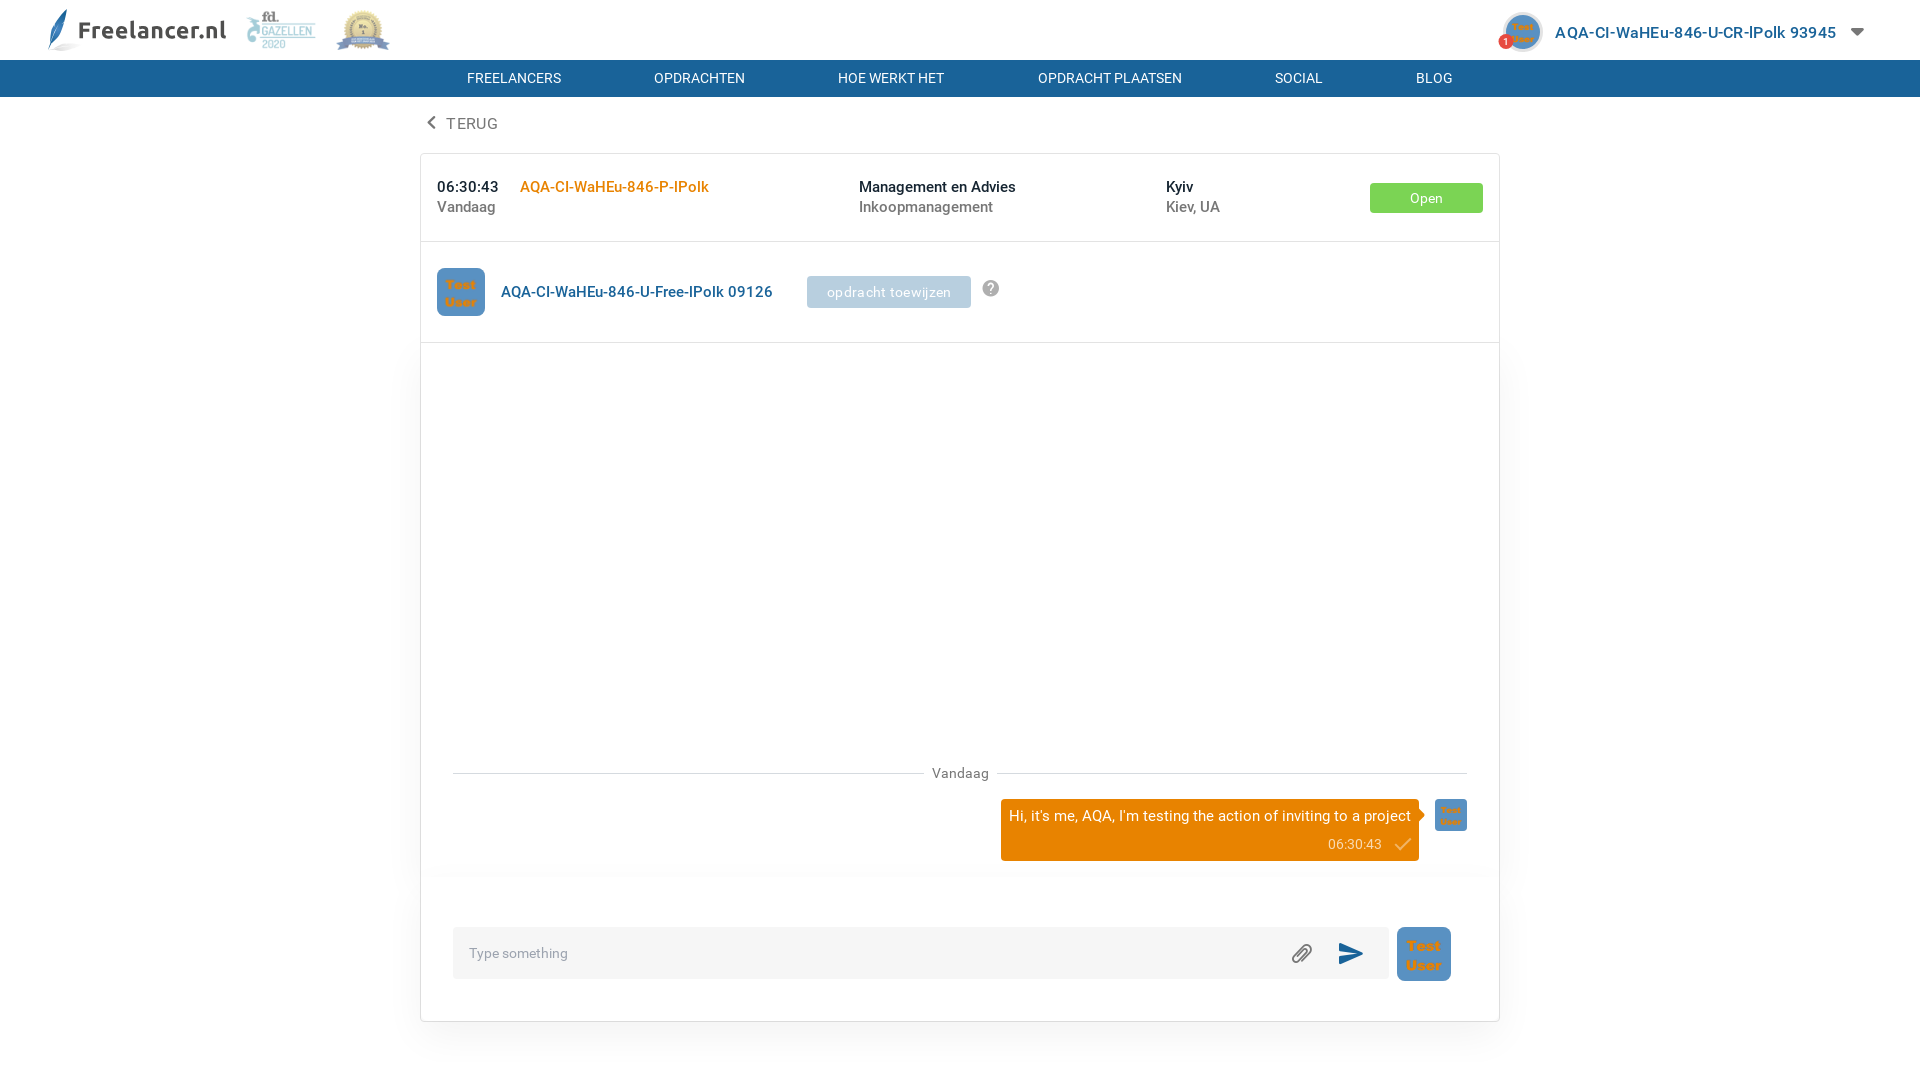 Freelancer.nl
fd.
GAZELLEN
2020
No.
1
Test
User
1
AQA-CI-WaHEu-846-U-CR-lPolk 93945
FREELANCERS
OPDRACHTEN
HOE WERKT HET
OPDRACHT PLAATSEN
SOCIAL
BLOG
TERUG
06:30:43 AQA-CI-WaHEu-846-P-lPolk Management en Advies Kyiv
Vandaag Inkoopmanagement Kiev, UA
Open
Test
User
AQA-CI-WaHEu-846-U-Free-lPolk 09126
opdracht toewijzen
?
Vandaag
Hi, it's me, AQA, I'm testing the action of inviting to a project
06:30:43
Test
User
Type something
Test
User